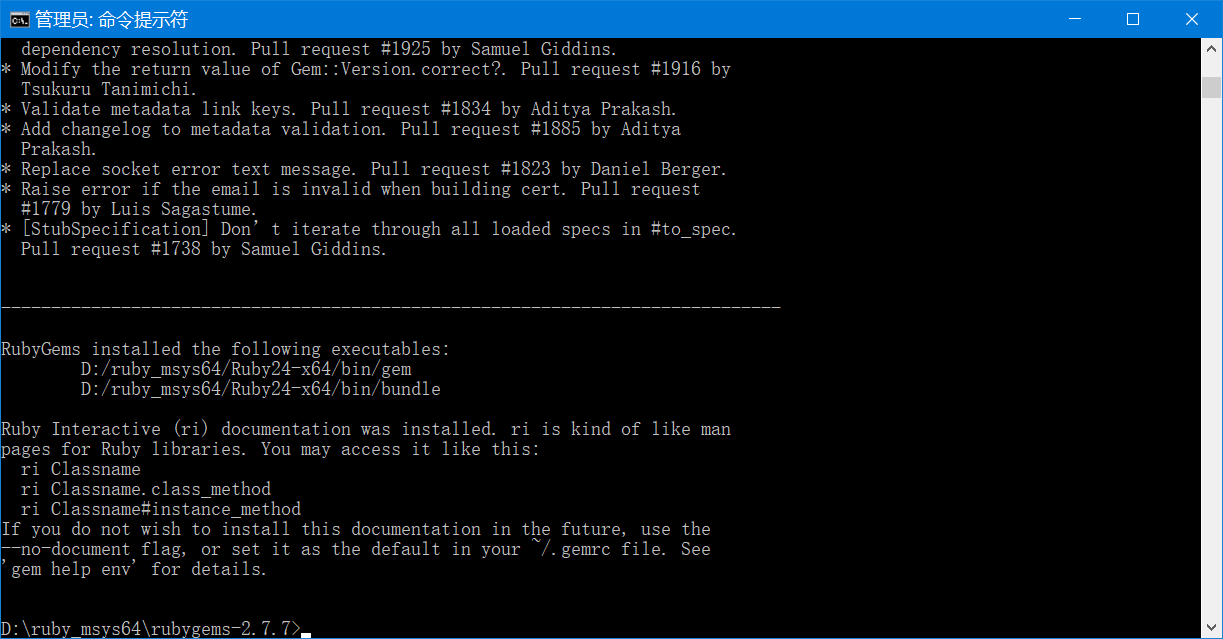 管理员: 命令提示符
dependency resolution. Pull request #1925 by Samuel Giddins.
* Modify the return value of Gem::Version.correct?. Pull request #1916 by
Tsukuru Tanimichi.
* Validate metadata link keys. Pull request #1834 by Aditya Prakash.
* Add changelog to metadata validation. Pull request #1885 by Aditya
Prakash.
* Replace socket error text message. Pull request #1823 by Daniel Berger.
* Raise error if the email is invalid when building cert. Pull request
#1779 by Luis Sagastume.
* [StubSpecification] Don’t iterate through all loaded specs in #to_spec.
Pull request #1738 by Samuel Giddins.
------------------------------------------------------------------------------
RubyGems installed the following executables:
D:/ruby_msys64/Ruby24-x64/bin/gem
D:/ruby_msys64/Ruby24-x64/bin/bundle
Ruby Interactive (ri) documentation was installed. ri is kind of like man
pages for Ruby libraries. You may access it like this:
ri Classname
ri Classname.class_method
ri Classname#instance_method
If you do not wish to install this documentation in the future, use the
--no-document flag, or set it as the default in your ~/.gemrc file. See
'gem help env' for details.
D:\ruby_msys64\rubygems-2.7.7>